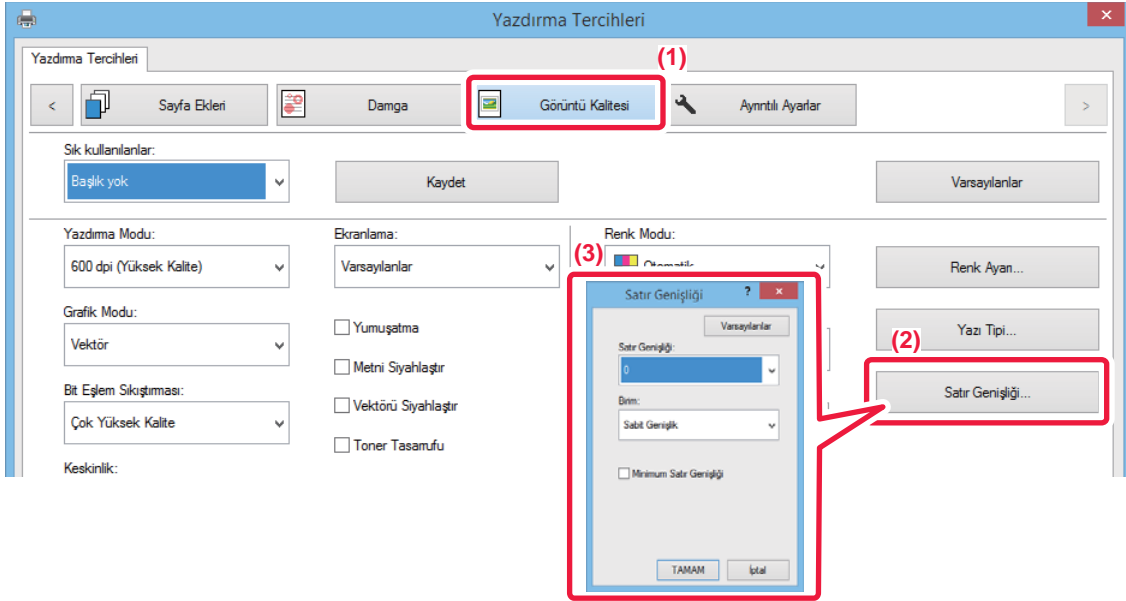 Yazdırma Tercihleri
Yazdırma Tercihleri
(1)
< Sayfa Ekleri Damga Görüntü Kalitesi Ayrıntılı Ayarlar >
Sık kullanılanlar:
Başlık yok Kaydet Varsayılanlar
Yazdırma Modu: Ekranlama: Renk Modu:
600 dpi (Yüksek Kalite) Varsayılanlar Otomatik Renk Ayarı...
(3)
Satır Genişliği ? x
Varsayılanlar
Satır Genişliği:
0
Birim:
Sabit Genişlik
Minimum Satır Genişliği
TAMAM İptal
Grafik Modu:
Vektör
Yumuşatma
Yazı Tipi...
(2)
Metni Siyahlaştır
Satır Genişliği...
Bit Eşlem Sıkıştırması:
Çok Yüksek Kalite
Vektörü Siyahlaştır
Toner Tasarrufu
Keskinlik: